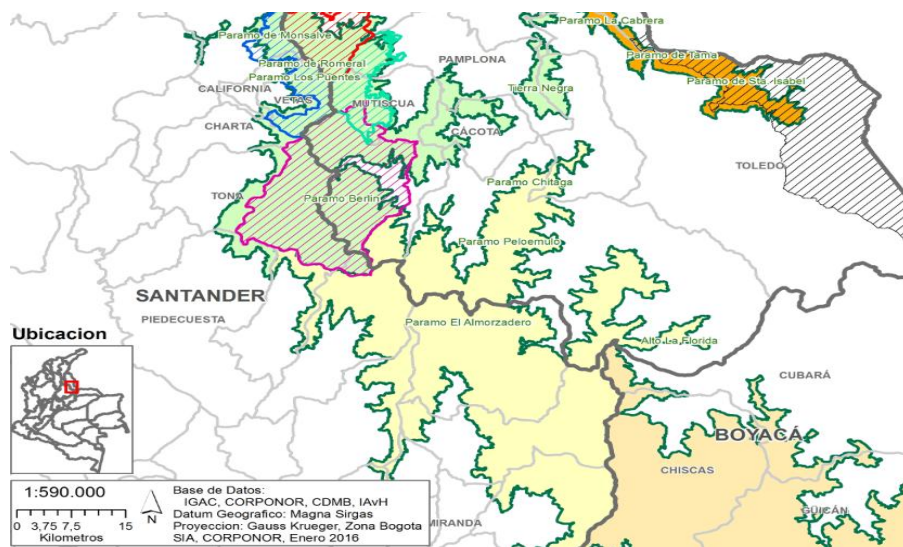 Paramo La Cabrera
Paramo de Monsalve
Paramo de Tama
Paramo de Romeral
PAMPLONA
Paramo Los Puentes
Paramo de Sta. Isabel
CALIFORNIA
Tierra Negra
VETAS
MUTISCUA
CHARTA
CÁCOTA
TOLEDO
Paramo Chitaga
TONA
Paramo Berlin
Paramo Peloemulo
SANTANDER
PIEDECUESTA
Paramo El Almorzadero
Ubicacion
Alto La Florida
CUBARÁ
BOYACÁ
CHISCAS
GÜICÁN
MIRANDA
1:590.000
0 3,75 7,5 15
Kilometros
N
Base de Datos:
IGAC, CORPONOR, CDMB, IAvH
Datum Geografico: Magna Sirgas
Proyeccion: Gauss Krueger, Zona Bogota
SIA, CORPONOR, Enero 2016